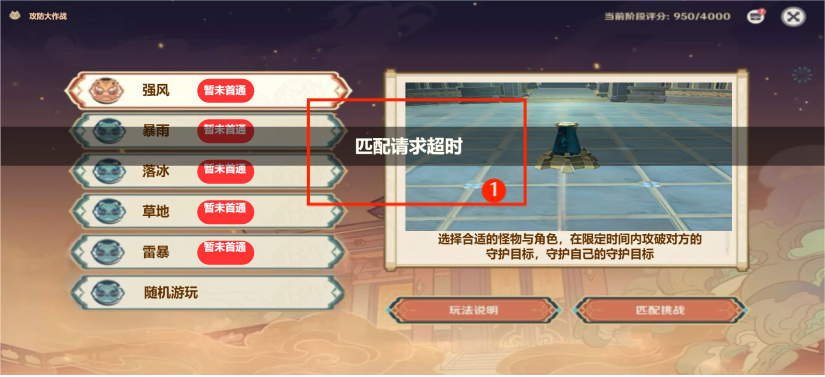 攻防大作战
当前阶段评分: 950/4000
强风
暂未首通
暴雨
暂未首通
匹配请求超时
落冰
暂未首通
1
草地
暂未首通
雷暴
暂未首通
随机游玩
选择合适的怪物与角色，在限定时间内攻破对方的
守护目标，守护自己的守护目标
玩法说明
匹配挑战